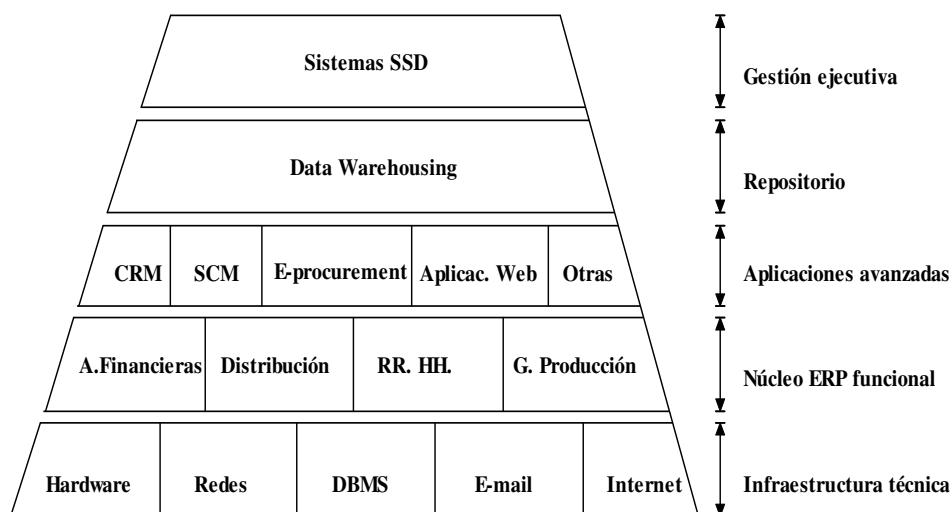 Sistemas SSD
Gestión ejecutiva
Data Warehousing
Repositorio
CRM
SCM
E-procurement
Aplicac. Web
Otras
Aplicaciones avanzadas
A.Financieras
Distribución
RR. HH.
G. Producción
Núcleo ERP funcional
Hardware
Redes
DBMS
E-mail
Internet
Infraestructura técnica